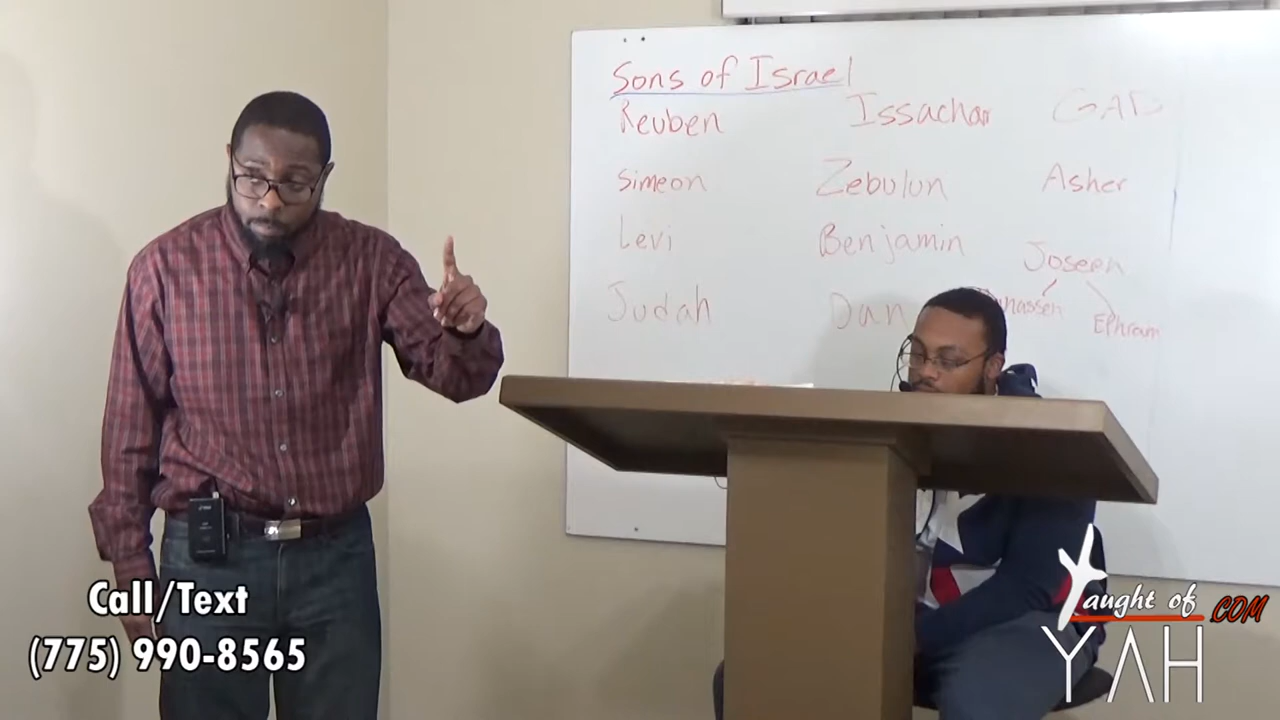 Sons of Israel
Reuben Issachar GAD
Simeon Zebulun Asher
Levi Benjamin Joseph
Judah Dan Ephraim
Call/Text
(775) 990-8565
Taught of .COM
YAH